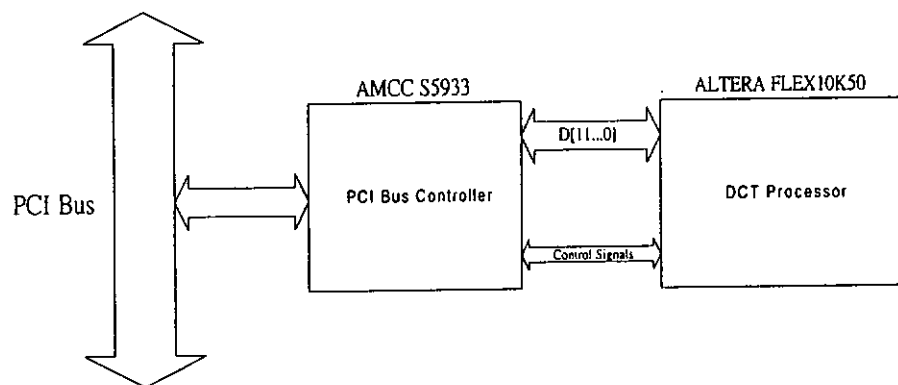 AMCC S5933
ALTERA FLEX10K50
D[11...0]
PCI Bus
PCI Bus Controller
DCT Processor
Control Signals